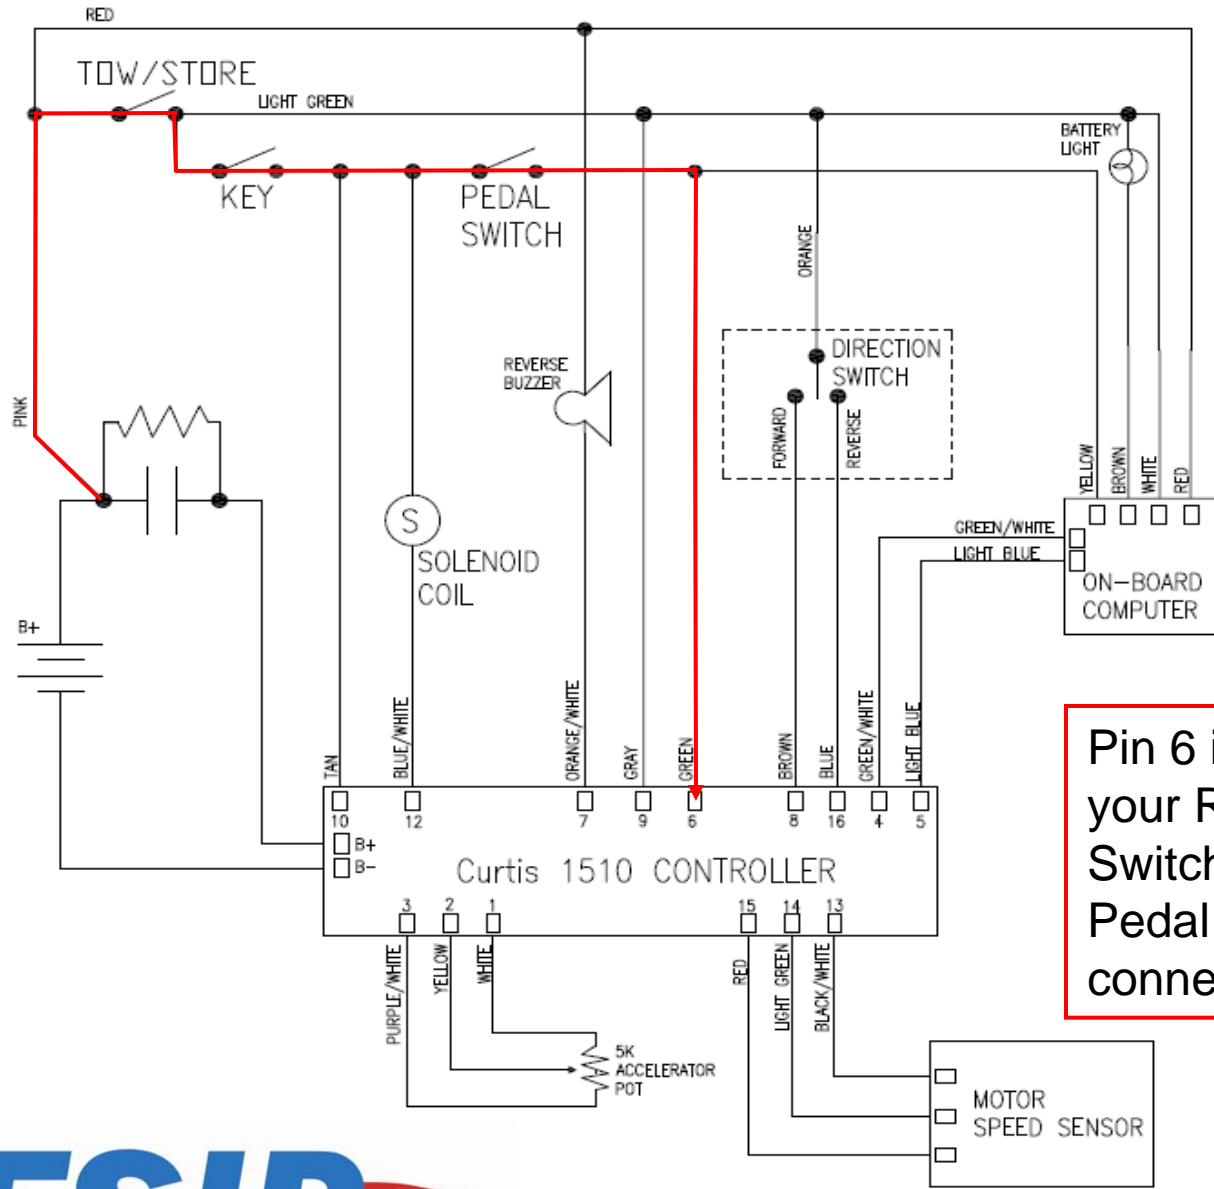 RED
TOW/STORE
LIGHT GREEN
BATTERY
LIGHT
KEY
PEDAL
SWITCH
ORANGE
DIRECTION
SWITCH
REVERSE
BUZZER
PINK
FORWARD
REVERSE
YELLOW
BROWN
WHITE
RED
S
SOLENOID
COIL
GREEN/WHITE
LIGHT BLUE
ON-BOARD
COMPUTER
B+
TAN
BLUE/WHITE
ORANGE/WHITE
GRAY
GREEN
BROWN
BLUE
GREEN/WHITE
LIGHT BLUE
10
12
7
9
6
8
16
4
5
B+
B-
Curtis 1510 CONTROLLER
3
2
1
15
14
13
PURPLE/WHITE
YELLOW
WHITE
RED
LIGHT GREEN
BLACK/WHITE
5K
ACCELERATOR
POT
MOTOR
SPEED SENSOR
Pin 6
your
Switch
Pedal